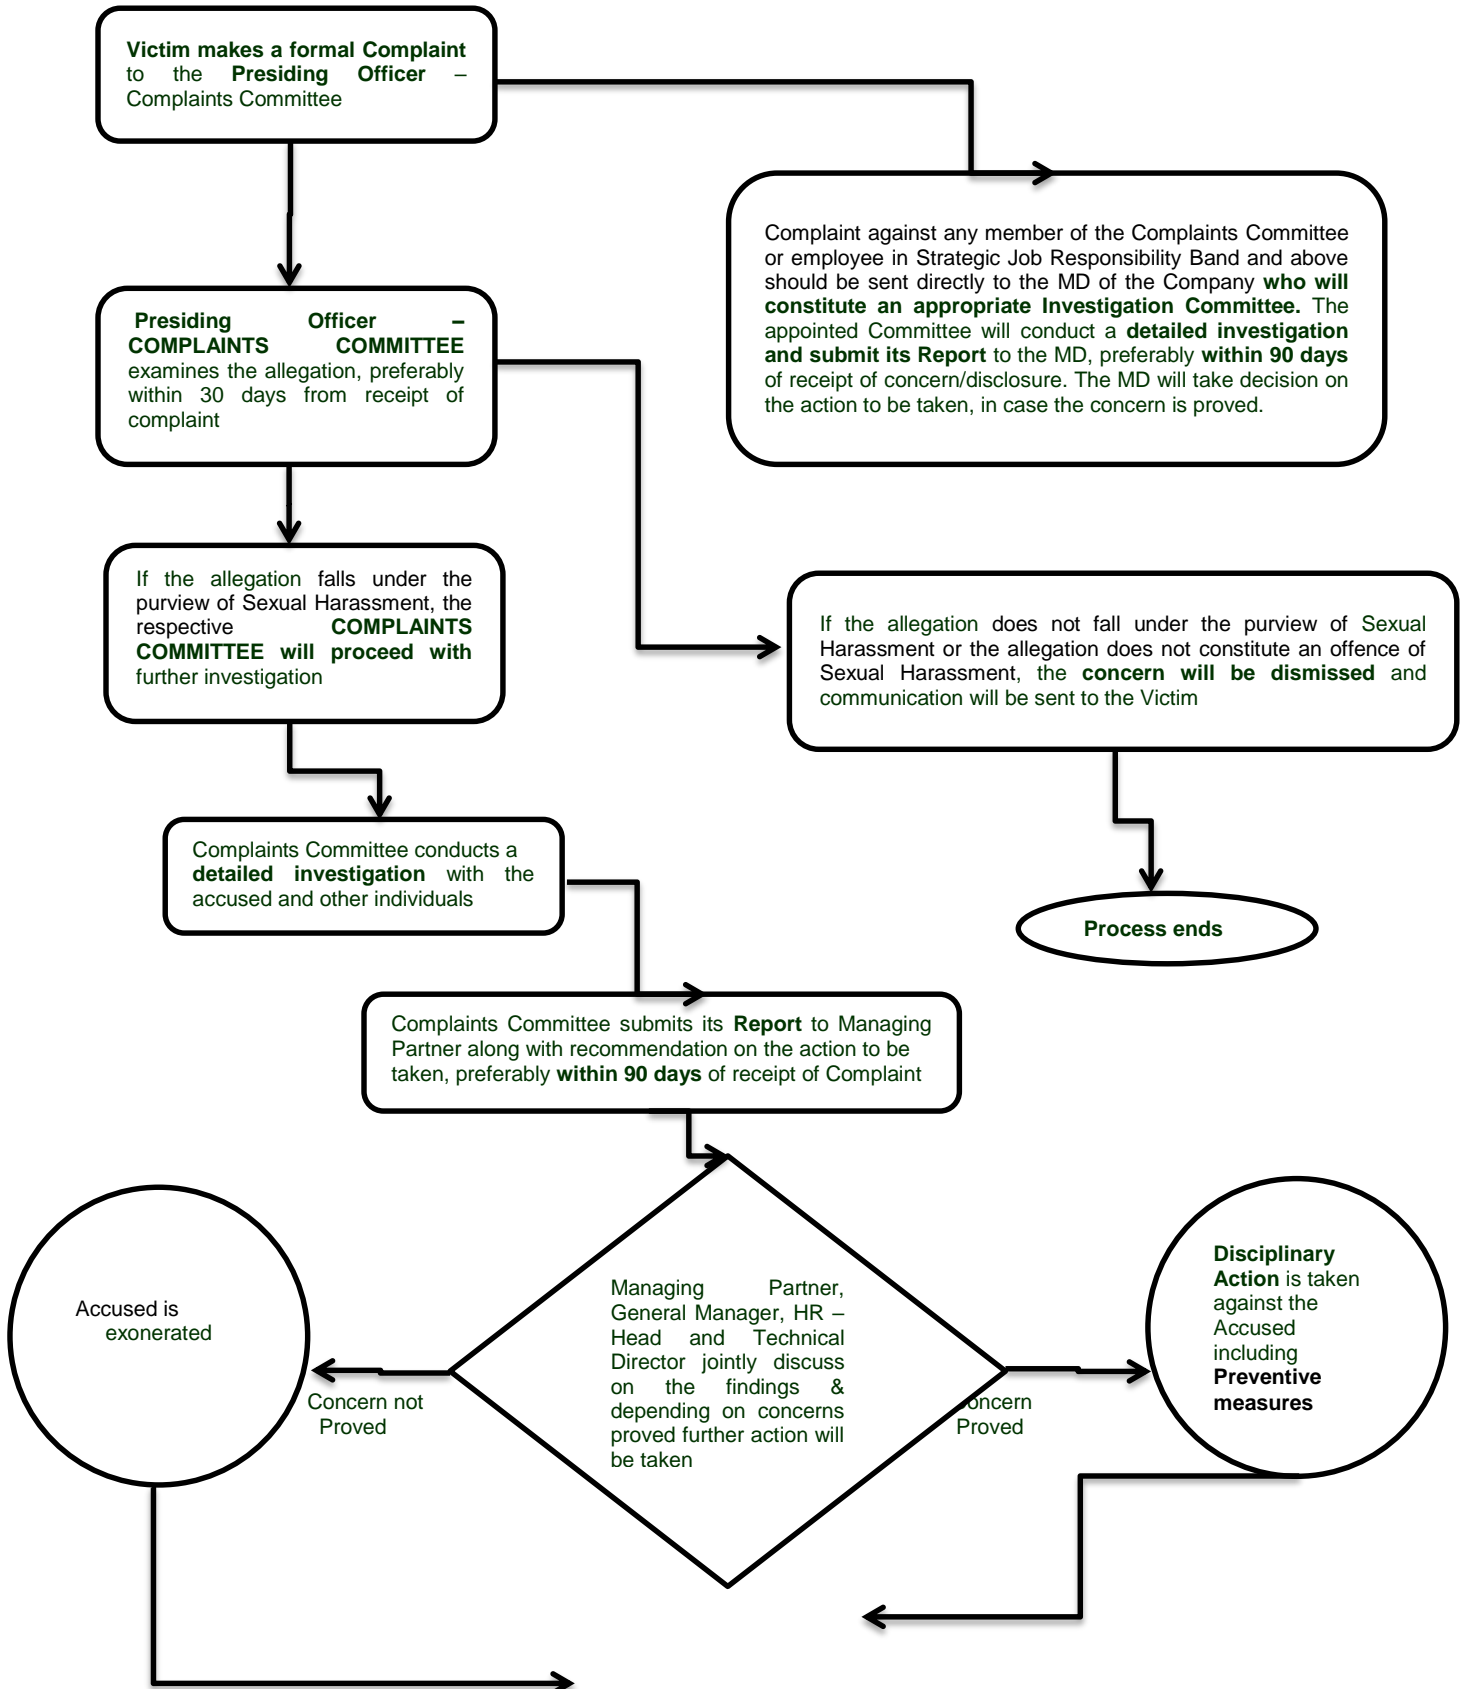 Victim makes a formal Complaint
to the Presiding Officer –
Complaints Committee
Complaint against any member of the Complaints Committee
or employee in Strategic Job Responsibility Band and above
should be sent directly to the MD of the Company who will
constitute an appropriate Investigation Committee. The
appointed Committee will conduct a detailed investigation
and submit its Report to the MD, preferably within 90 days
of receipt of concern/disclosure. The MD will take decision on
the action to be taken, in case the concern is proved.
Presiding Officer –
COMPLAINTS COMMITTEE
examines the allegation, preferably
within 30 days from receipt of
complaint
If the allegation falls under the
purview of Sexual Harassment, the
respective COMPLAINTS
COMMITTEE will proceed with
further investigation
If the allegation does not fall under the purview of Sexual
Harassment or the allegation does not constitute an offence of
Sexual Harassment, the concern will be dismissed and
communication will be sent to the Victim
Complaints Committee conducts a
detailed investigation with the
accused and other individuals
Process ends
Complaints Committee submits its Report to Managing
Partner along with recommendation on the action to be
taken, preferably within 90 days of receipt of Complaint
Accused is
exonerated
Concern not
Proved
Managing Partner,
General Manager, HR –
Head and Technical
Director jointly discuss
on the findings &
depending on concerns
proved further action will
be taken
oncern
Proved
Disciplinary
Action is taken
against the
Accused
including
Preventive
measures